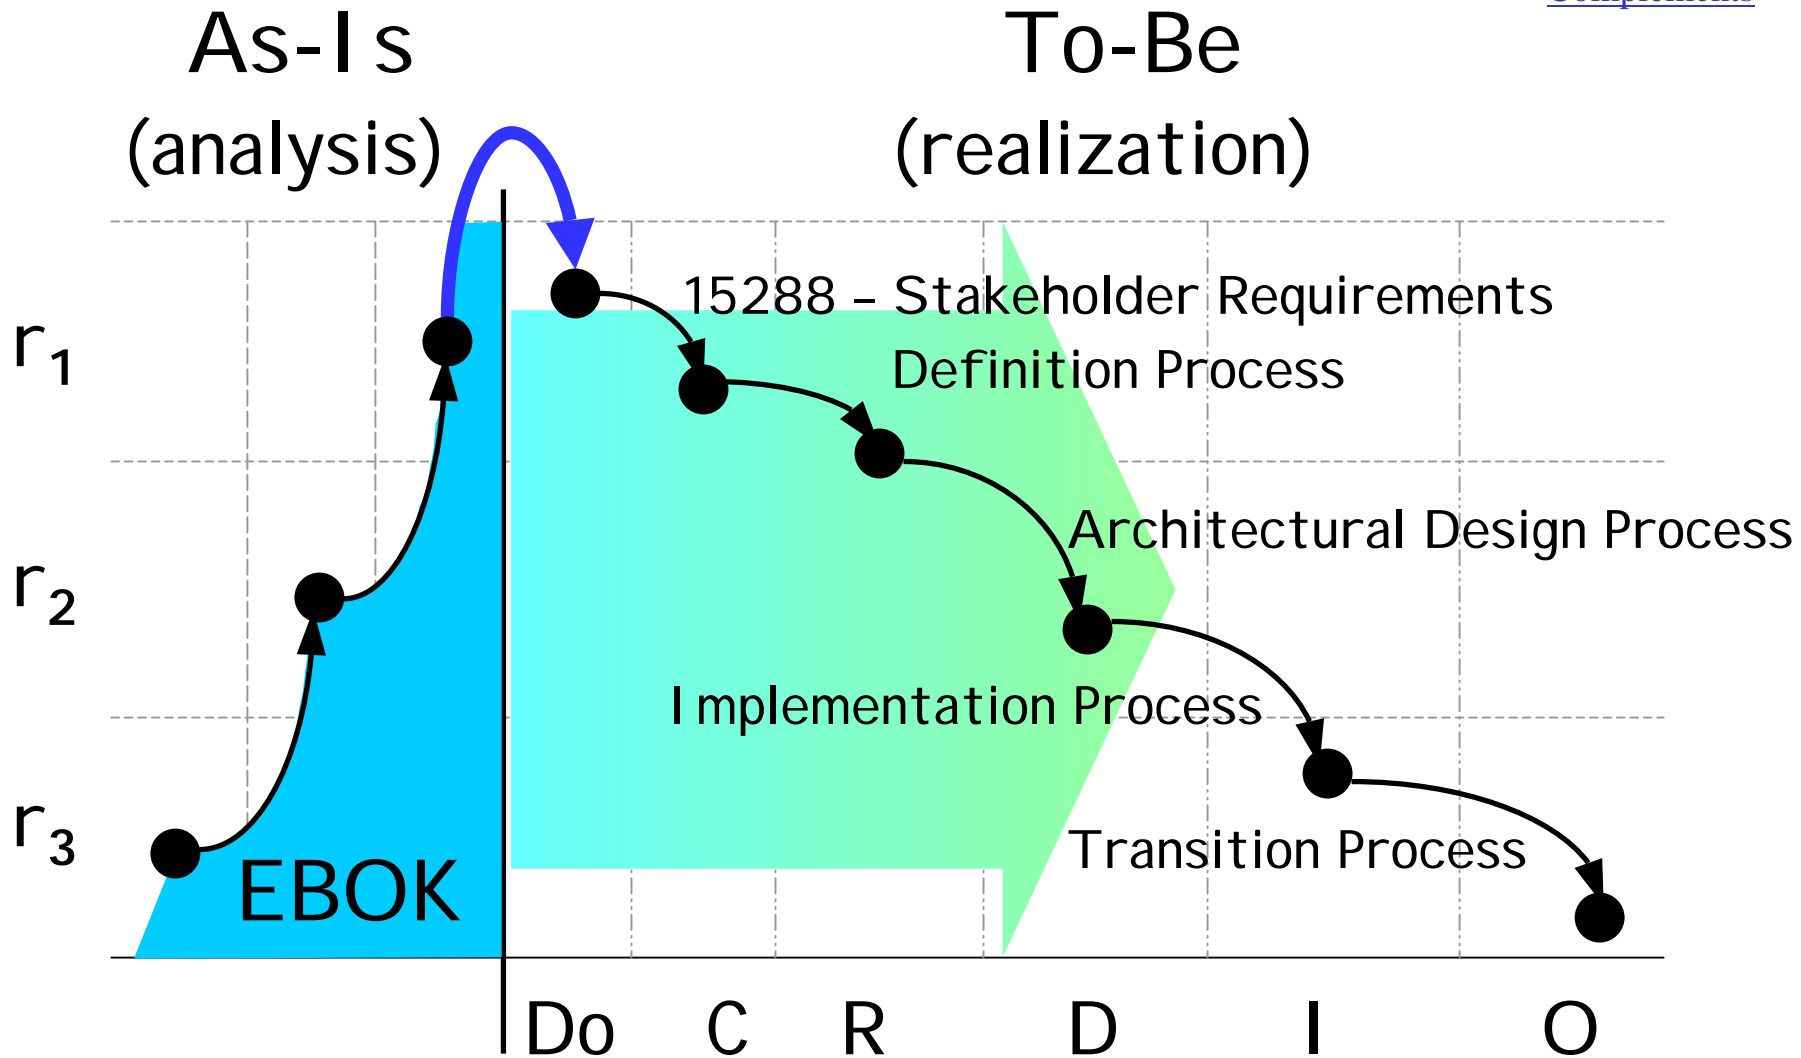 Complements
As-Is
To-Be
(analysis)
(realization)
15288 – Stakeholder Requirements
r1
Definition Process
Architectural Design Process
r2
Implementation Process
r3
Transition Process
EBOK
Do C R D I O